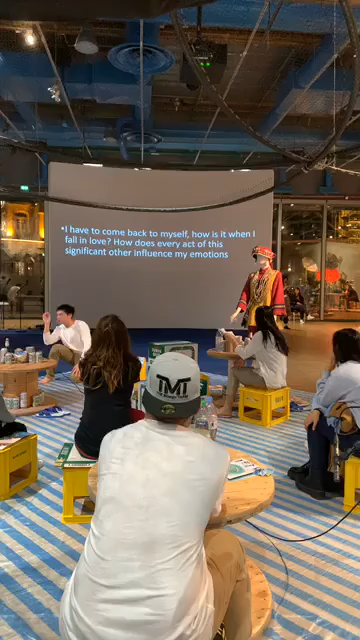 •I have to come back to myself, how is it when I
fall in love? How does every act of this
significant other influence my emotions
TMT